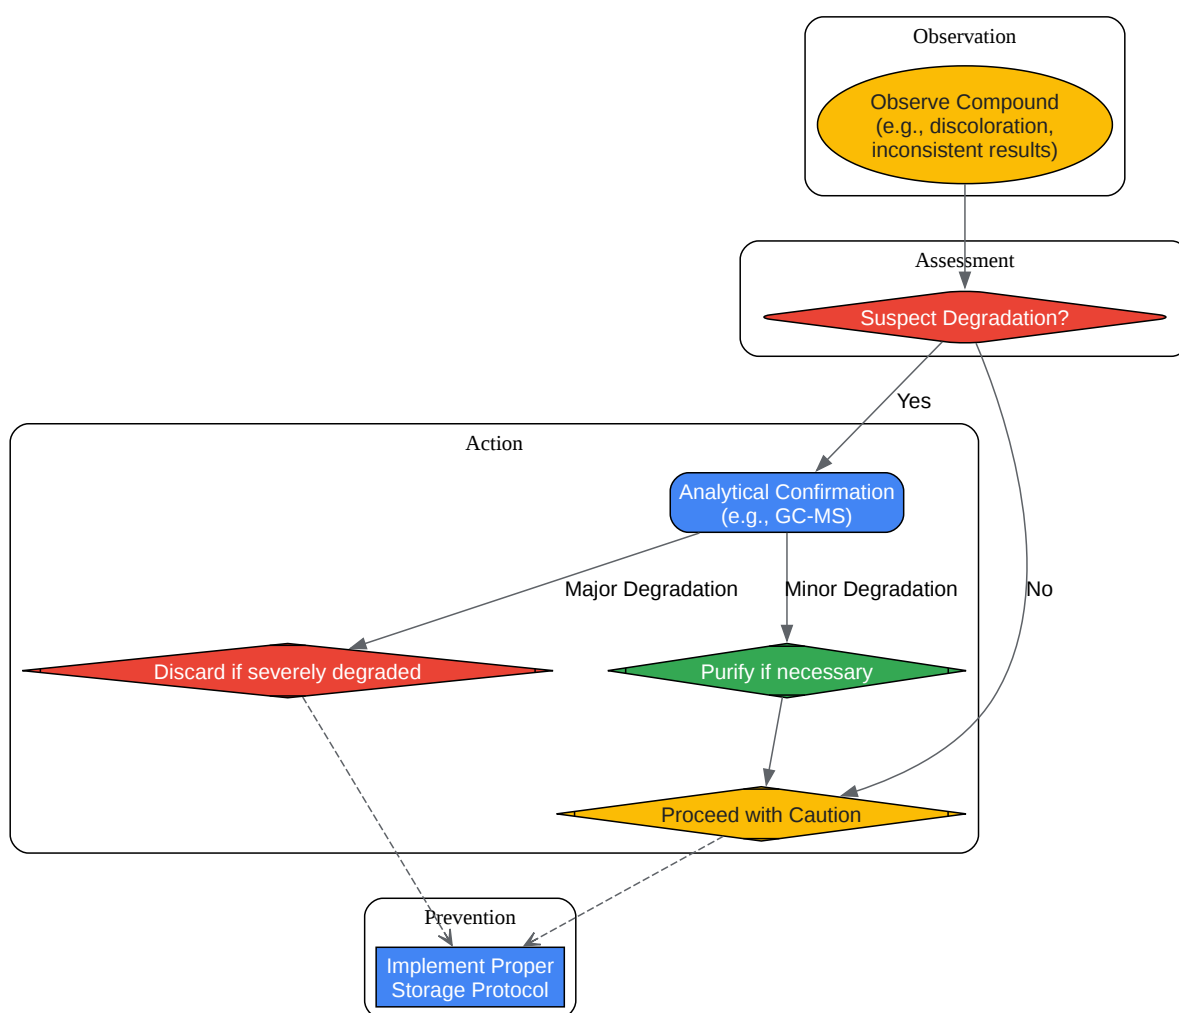 Observation
Observe Compound
(e.g., discoloration,
inconsistent results)
Assessment
Suspect Degradation?
Yes
Action
Analytical Confirmation
(e.g., GC-MS)
Major Degradation
Minor Degradation
No
Discard if severely degraded
Purify if necessary
Proceed with Caution
Prevention
Implement Proper
Storage Protocol